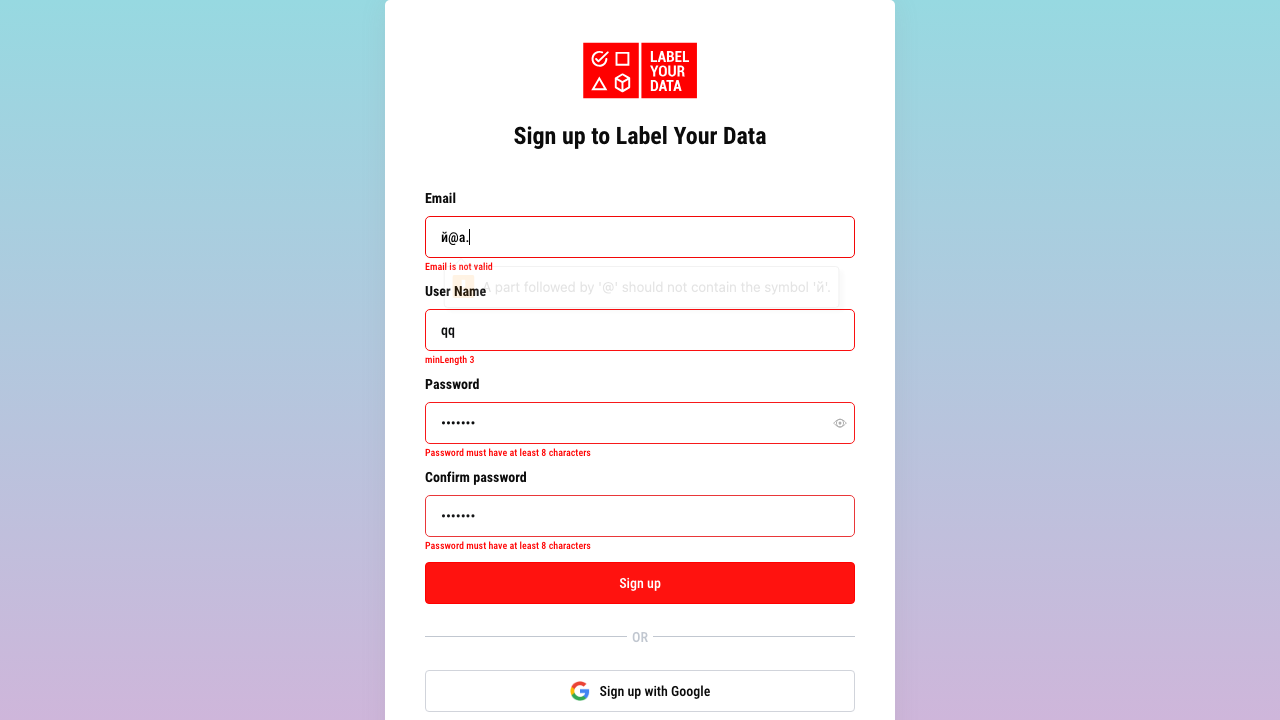 LABEL
YOUR
DATA
Sign up to Label Your Data
Email
й@a.
Email is not valid
A part followed by '@' should not contain the symbol 'й'.
User Name
qq
minLength 3
Password
•••••••
Password must have at least 8 characters
Confirm password
•••••••
Password must have at least 8 characters
Sign up
OR
Sign up with Google